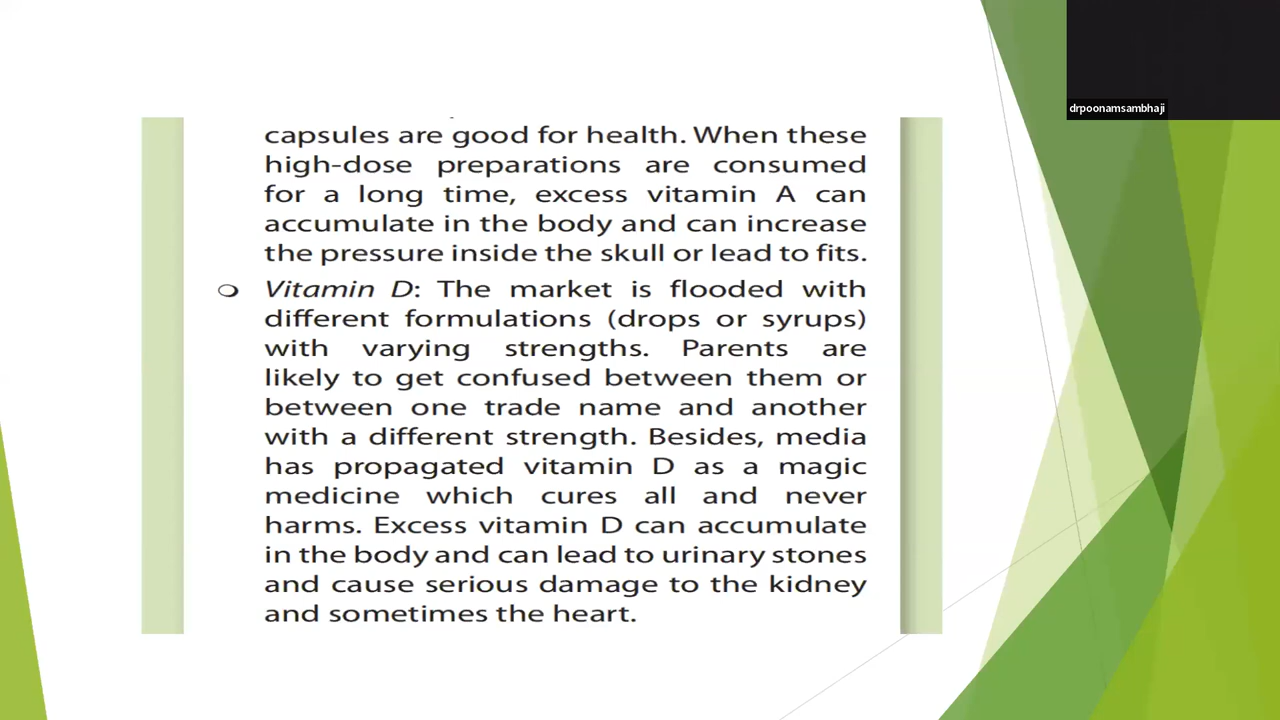 drpoonamsambhaji
capsules are good for health. When these
high-dose preparations are consumed
for a long time, excess vitamin A can
accumulate in the body and can increase
the pressure inside the skull or lead to fits.
Vitamin D: The market is flooded with
different formulations (drops or syrups)
with varying strengths. Parents are
likely to get confused between them or
between one trade name and another
with a different strength. Besides, media
has propagated vitamin D as a magic
medicine which cures all and never
harms. Excess vitamin D can accumulate
in the body and can lead to urinary stones
and cause serious damage to the kidney
and sometimes the heart.